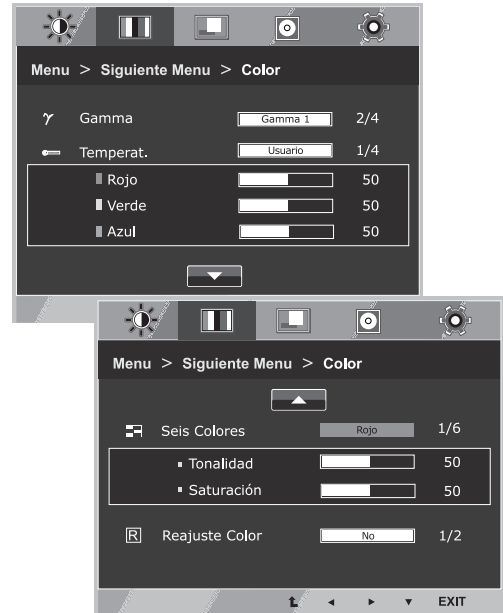 Menu > Siguiente Menu > Color
γ Gamma Gamma 1 2/4
Temperat. Usuario 1/4
Rojo 50
Verde 50
Azul 50
Menu > Siguiente Menu > Color
Seis Colores Rojo 1/6
Tonalidad 50
Saturación 50
R Reajuste Color No 1/2
EXIT